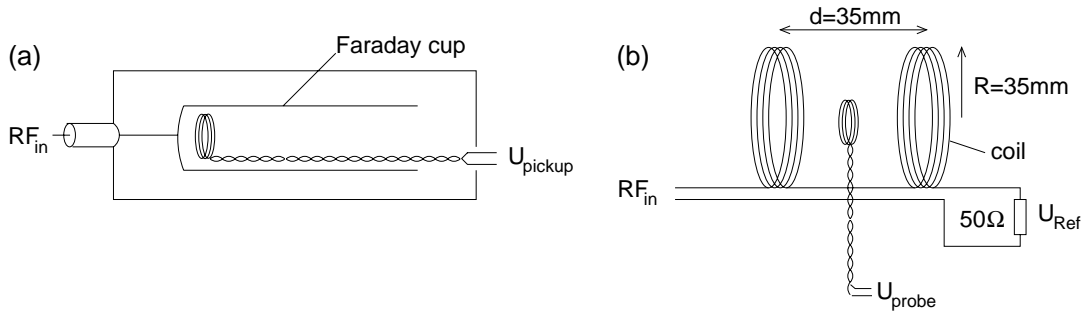 (a)
Faraday cup
RFin
Upickup
(b)
d=35mm
R=35mm
coil
RFin
50Ω
URef
Uprobe